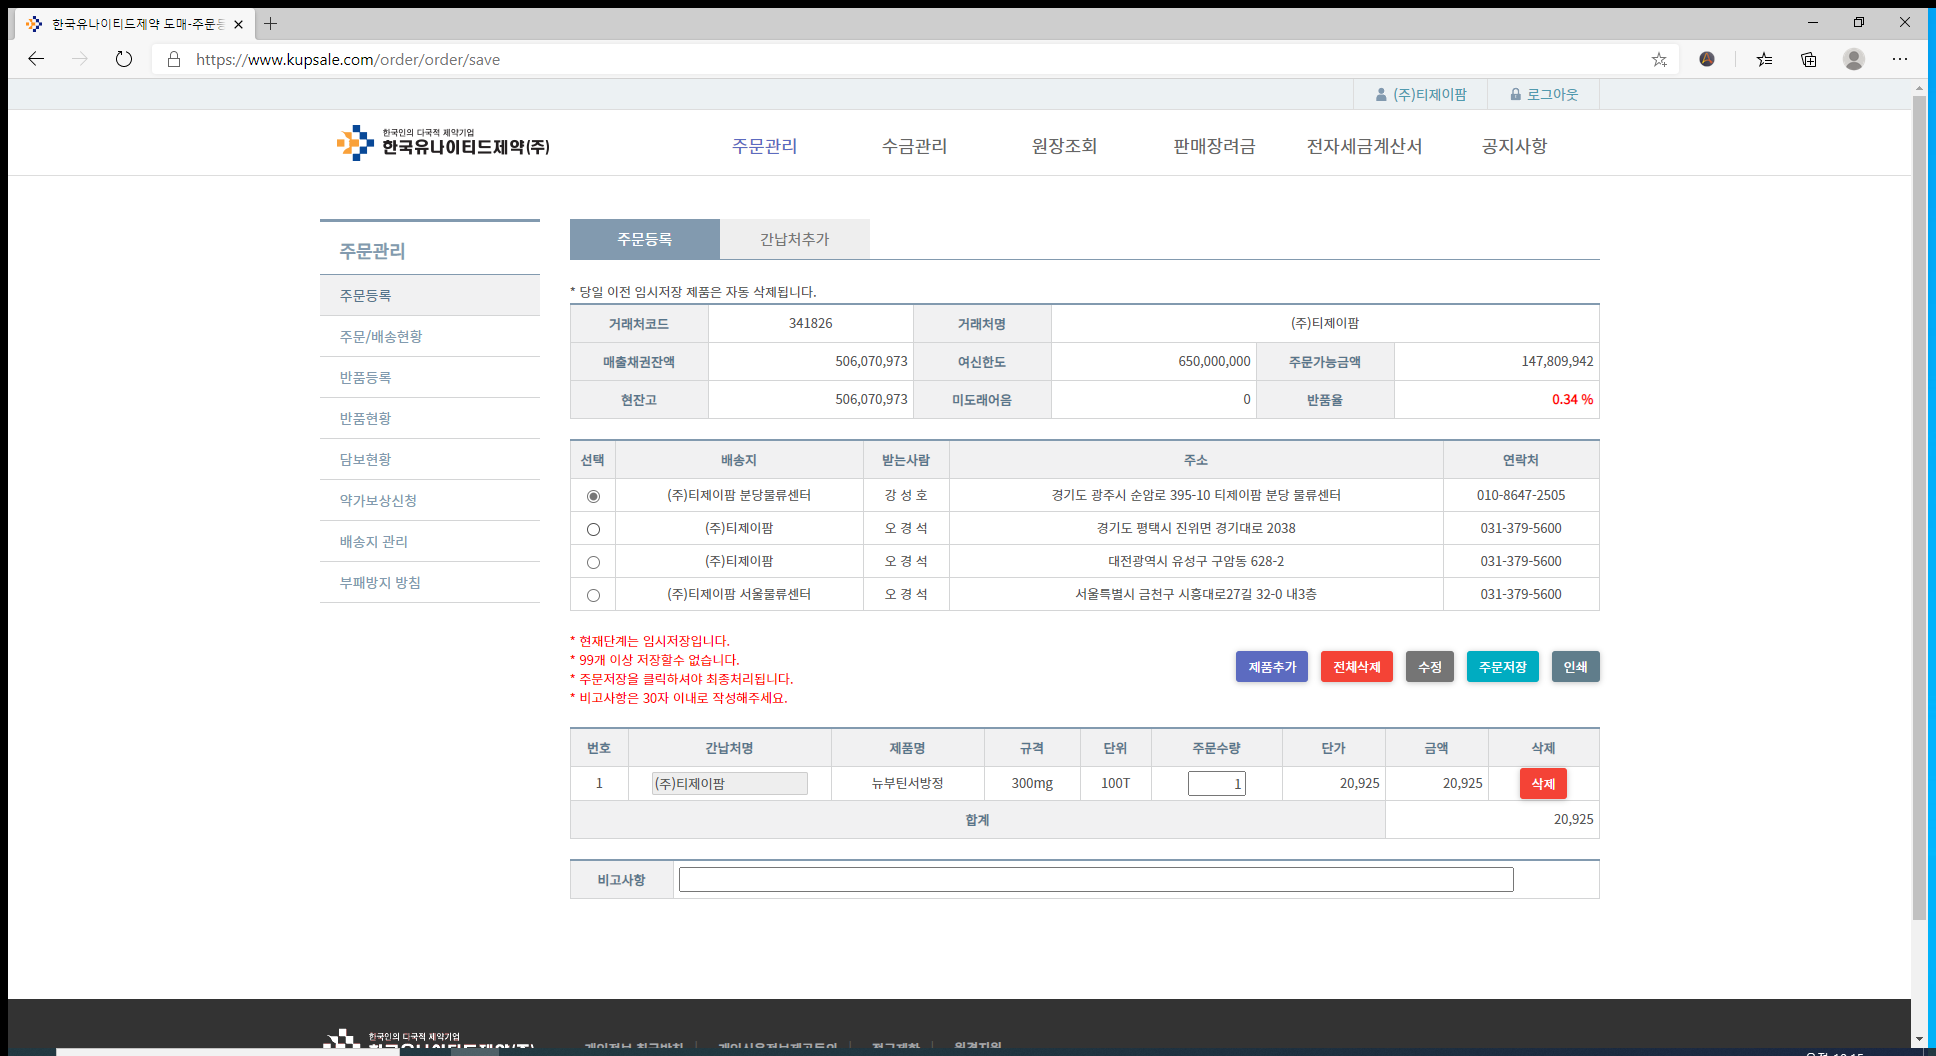 한국유나이티드제약 도매-주문등
https://www.kupsale.com/order/order/save
(주)티제이팜 로그아웃
한국인의 다국적 제약기업
한국유나이티드제약(주)
주문관리 수금관리 원장조회 판매장려금 전자세금계산서 공지사항
주문관리
주문등록
주문/배송현황
반품등록
반품현황
담보현황
약가보상신청
배송지 관리
부패방지 방침
주문등록 간납처추가
* 당일 이전 임시저장 제품은 자동 삭제됩니다.
거래처코드 341826 거래처명 (주)티제이팜
매출채권잔액 506,070,973 여신한도 650,000,000 주문가능금액 147,809,942
현잔고 506,070,973 미도래어음 0 반품율 0.34 %
선택 배송지 받는사람 주소 연락처
(주)티제이팜 분당물류센터 강 성 호 경기도 광주시 순암로 395-10 티제이팜 분당 물류센터 010-8647-2505
(주)티제이팜 오 경 석 경기도 평택시 진위면 경기대로 2038 031-379-5600
(주)티제이팜 오 경 석 대전광역시 유성구 구암동 628-2 031-379-5600
(주)티제이팜 서울물류센터 오 경 석 서울특별시 금천구 시흥대로27길 32-0 내3층 031-379-5600
* 현재단계는 임시저장입니다.
* 99개 이상 저장할수 없습니다.
* 주문저장을 클릭하셔야 최종처리됩니다.
* 비고사항은 30자 이내로 작성해주세요.
제품추가 전체삭제 수정 주문저장 인쇄
번호 간납처명 제품명 규격 단위 주문수량 단가 금액 삭제
1 (주)티제이팜 뉴부틴서방정 300mg 100T 1 20,925 20,925 삭제
합계 20,925
비고사항
한국인의 다국적 제약기업